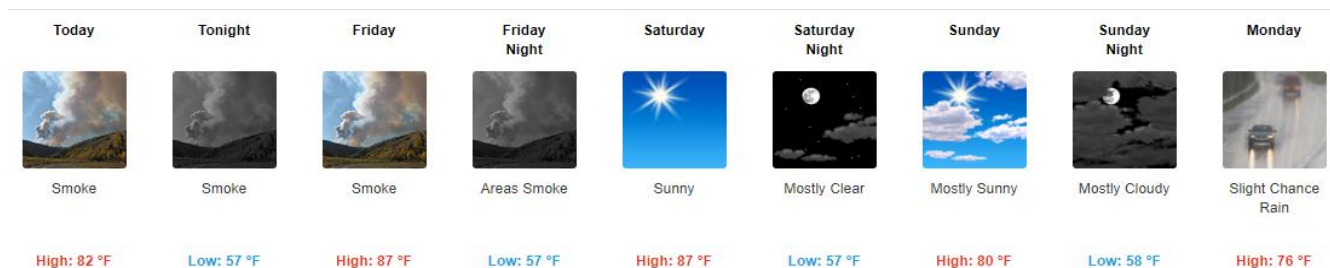 Today
Smoke
High: 82 °F
Tonight
Smoke
Low: 57 °F
Friday
Smoke
High: 87 °F
Friday
Night
Areas Smoke
Low: 57 °F
Saturday
Sunny
High: 87 °F
Saturday
Night
Mostly Clear
Low: 57 °F
Sunday
Mostly Sunny
High: 80 °F
Sunday
Night
Mostly Cloudy
Low: 58 °F
Monday
Slight Chance
Rain
High: 76 °F